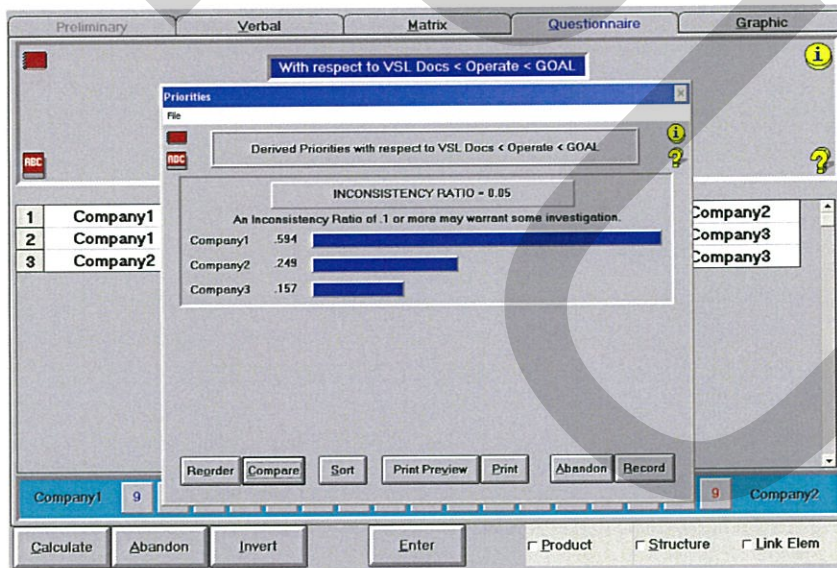 Preliminary Verbal Matrix Questionnaire Graphic
With respect to VSL Docs < Operate < GOAL
i
Priorities
File
ABC
ABC
Derived Priorities with respect to VSL Docs < Operate < GOAL
i
?
?
INCONSISTENCY RATIO = 0.05
An Inconsistency Ratio of .1 or more may warrant some investigation.
Company1 .594
Company2 .249
Company3 .157
1 Company1 Company2
2 Company1 Company3
3 Company2 Company3
Reorder Compare Sort Print Preview Print Abandon Record
Company1 9 9 Company2
Calculate Abandon Invert Enter Product Structure Link Elem